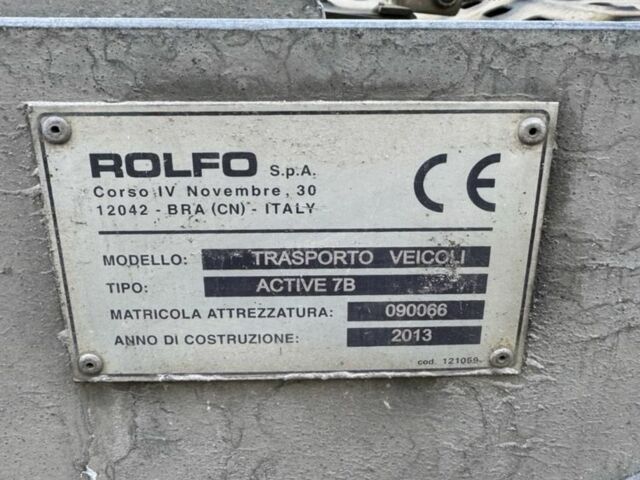 ROLFO S.p.A.
Corso IV Novembre, 30
12042 - BRA (CN) - ITALY
CE
MODELLO: TRASPORTO VEICOLI
TIPO: ACTIVE 7B
MATRICOLA ATTREZZATURA: 090066
ANNO DI COSTRUZIONE: 2013
cod. 121059